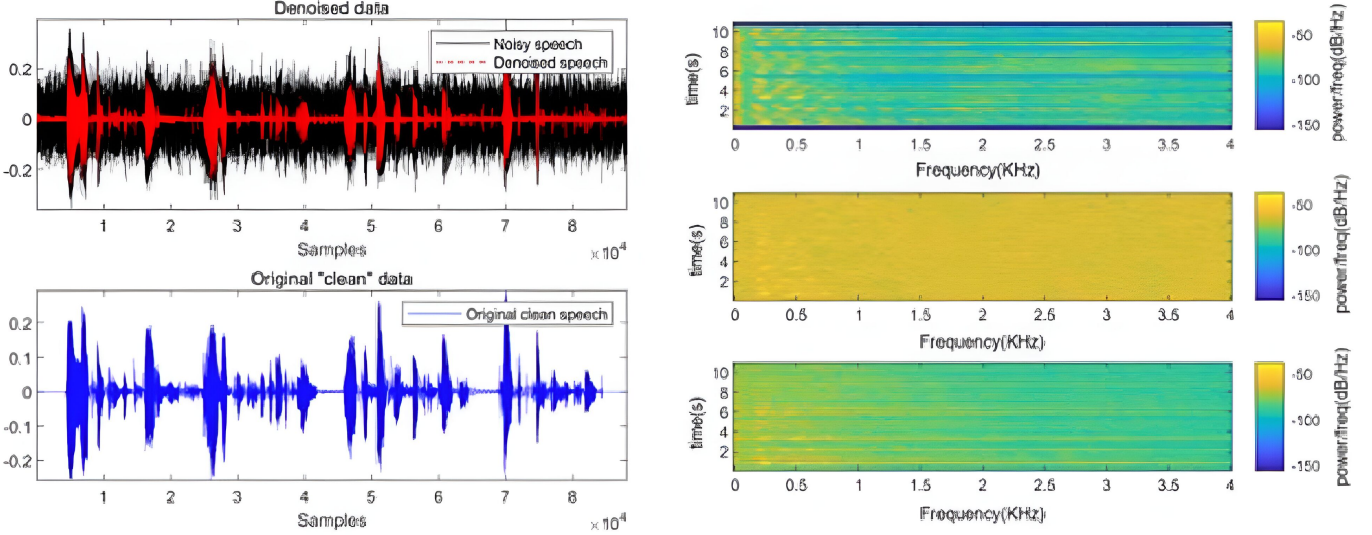 Denoised data
0.2
0
-0.2
Noisy speech
Denoised speech
1 2 3 4 5 6 7 8
Samples
×10⁴
Original "clean" data
0.2
0.1
0
-0.1
-0.2
Original clean speech
1 2 3 4 5 6 7 8
Samples
×10⁴
time(s)
10
8
6
4
2
0 0.5 1 1.5 2 2.5 3 3.5 4
Frequency(KHz)
-50
-100
-150
power/freq(dB/Hz)
time(s)
10
8
6
4
2
0 0.5 1 1.5 2 2.5 3 3.5 4
Frequency(KHz)
-50
-100
-150
power/freq(dB/Hz)
time(s)
10
8
6
4
2
0 0.5 1 1.5 2 2.5 3 3.5 4
Frequency(KHz)
-50
-100
-150
power/freq(dB/Hz)